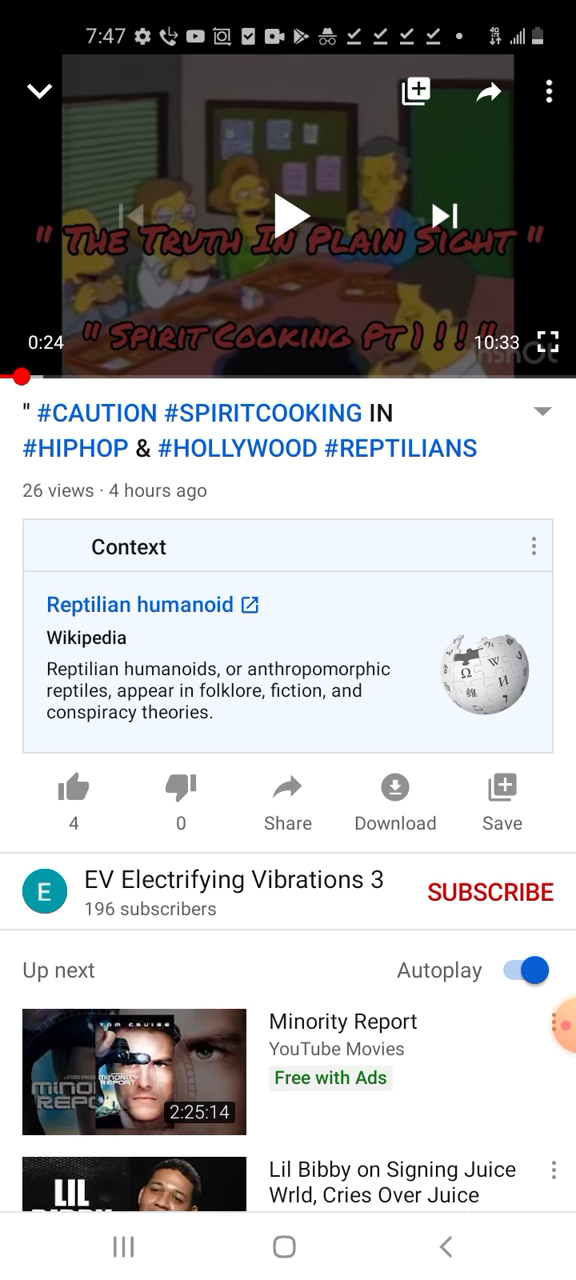 7:47
" THE TRUTH IN PLAIN SIGHT "
" SPIRIT COOKING PT ) ! ! ! "
0:24
10:33
" #CAUTION #SPIRITCOOKING IN
#HIPHOP & #HOLLYWOOD #REPTILIANS
26 views · 4 hours ago
Context
Reptilian humanoid
Wikipedia
Reptilian humanoids, or anthropomorphic
reptiles, appear in folklore, fiction, and
conspiracy theories.
4
0
Share
Download
Save
E
EV Electrifying Vibrations 3
196 subscribers
SUBSCRIBE
Up next
Autoplay
TOM CRUISE
MINORITY
REPORT
2:25:14
Minority Report
YouTube Movies
Free with Ads
LIL
Lil Bibby on Signing Juice
Wrld, Cries Over Juice